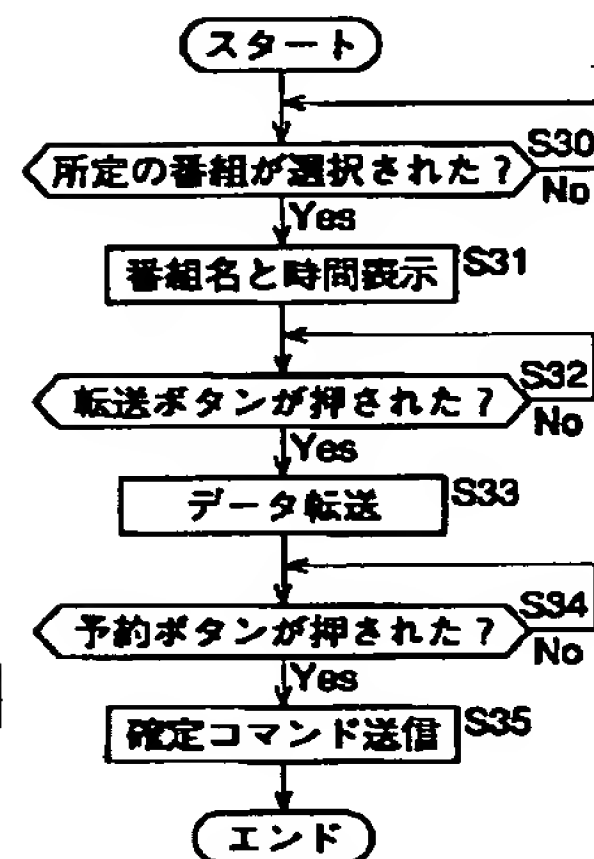 スタート
所定の番組が選択された？
S30
No
Yes
番組名と時間表示
S31
転送ボタンが押された？
S32
No
Yes
データ転送
S33
予約ボタンが押された？
S34
No
Yes
確定コマンド送信
S35
エンド